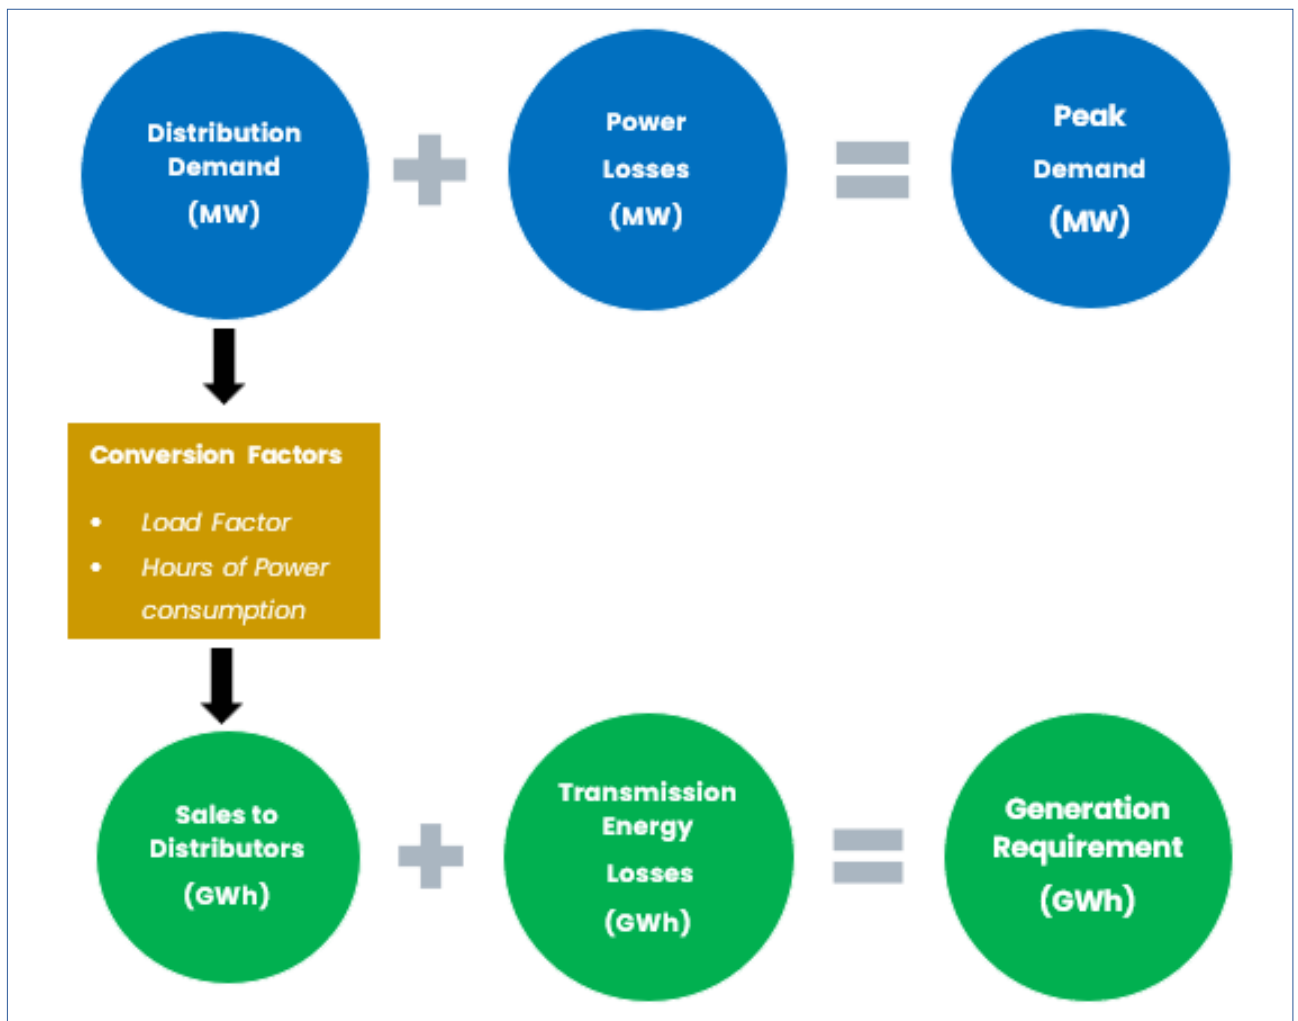 Distribution
Demand
(MW)
Power
Losses
(MW)
Peak
Demand
(MW)
Conversion Factors
• Load Factor
• Hours of Power
consumption
Sales to
Distributors
(GWh)
Transmission
Energy
Losses
(GWh)
Generation
Requirement
(GWh)